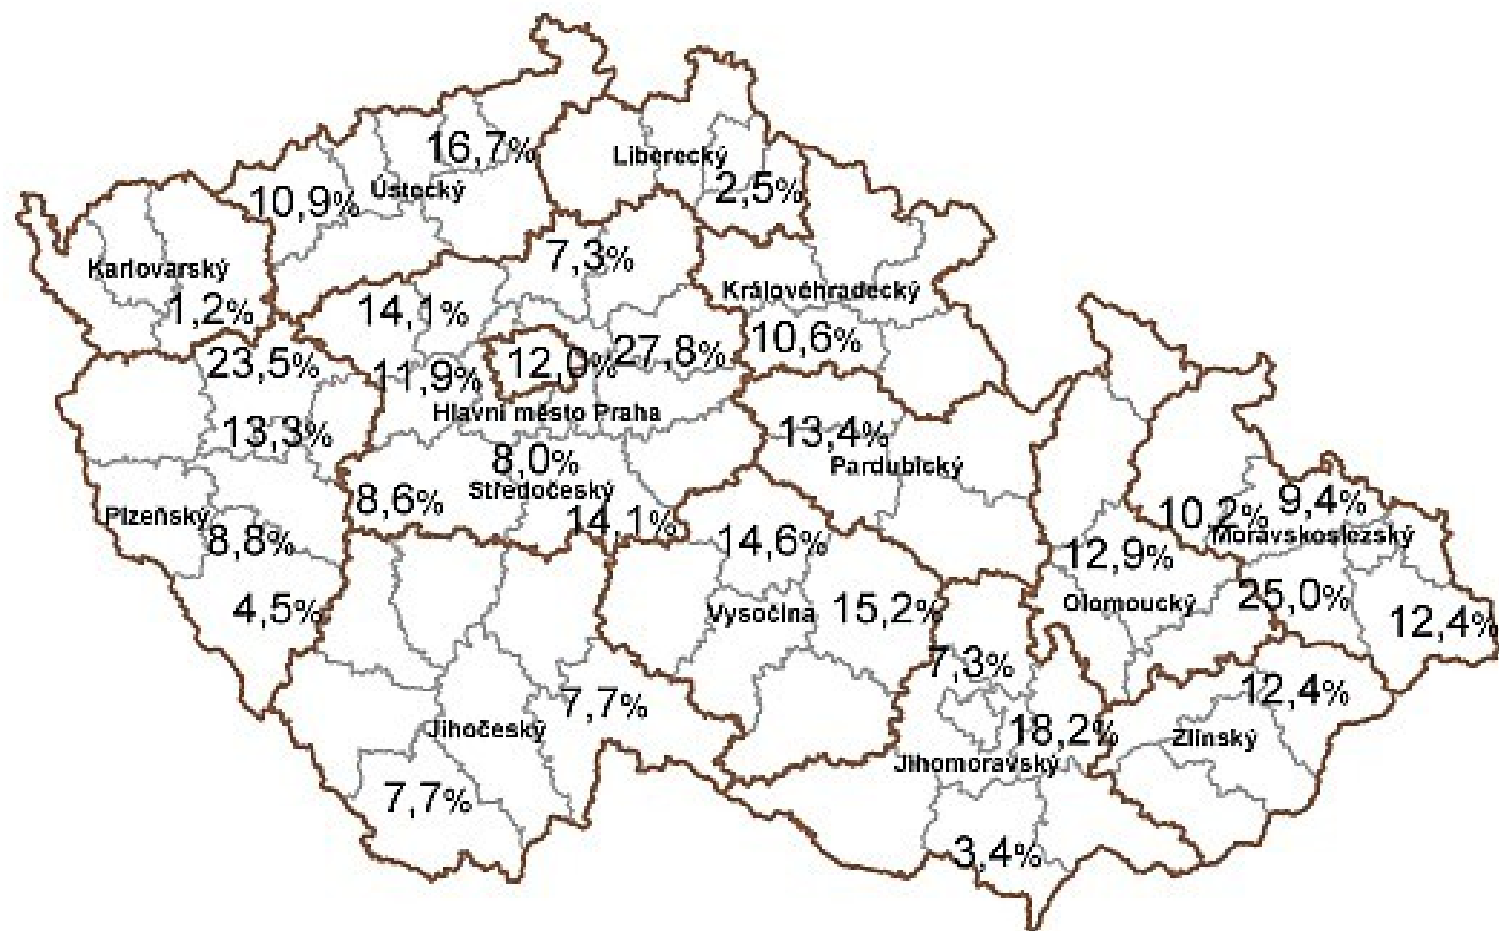 16,7%
Liberecký
10,9%
Ústecký
2,5%
7,3%
Karlovarský
Královéhradecký
1,2%
14,1%
10,6%
23,5%
12,0%
27,8%
11,9%
Hlavní město Praha
13,3%
13,4%
8,0%
Pardubický
Středočeský
8,6%
9,4%
10,2%
Plzeňský
14,1%
Moravskoslezský
8,8%
14,6%
12,9%
4,5%
Vysočina
15,2%
Olomoucký
25,0%
12,4%
7,3%
12,4%
7,7%
Jihočeský
18,2%
Zlínský
Jihomoravský
7,7%
3,4%